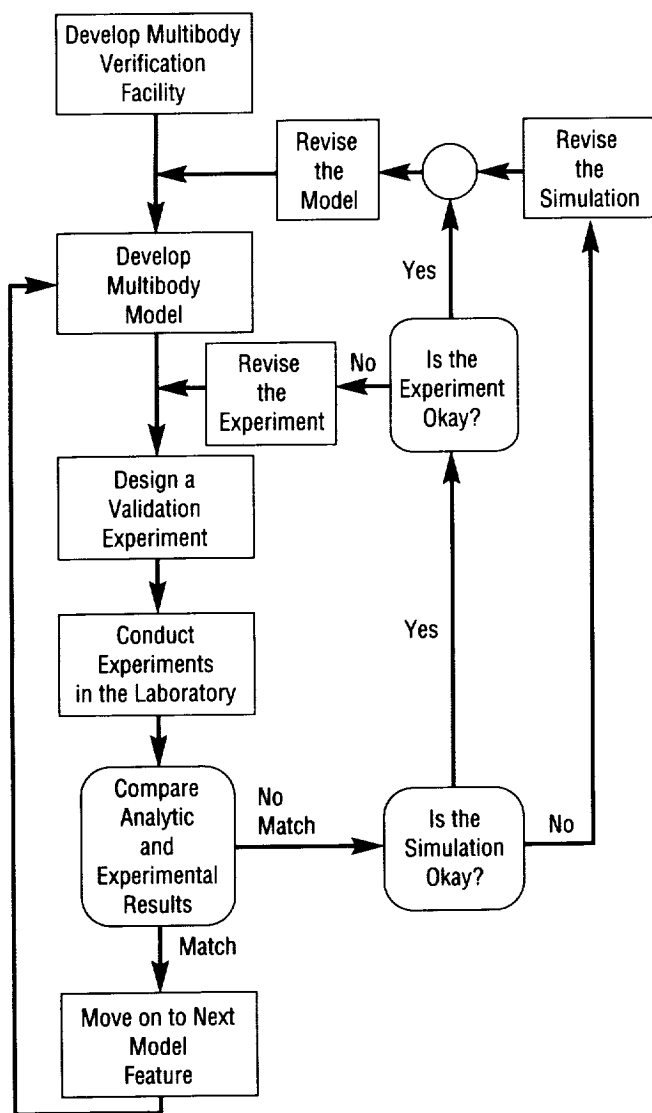 Develop Multibody
Verification
Facility
Revise
the
Model
Revise
the
Simulation
Develop
Multibody
Model
Yes
Revise
the
Experiment
No
Is the
Experiment
Okay?
Design a
Validation
Experiment
Conduct
Experiments
in the Laboratory
Yes
Compare
Analytic
and
Experimental
Results
No
Match
Is the
Simulation
Okay?
No
Match
Move on to Next
Model
Feature